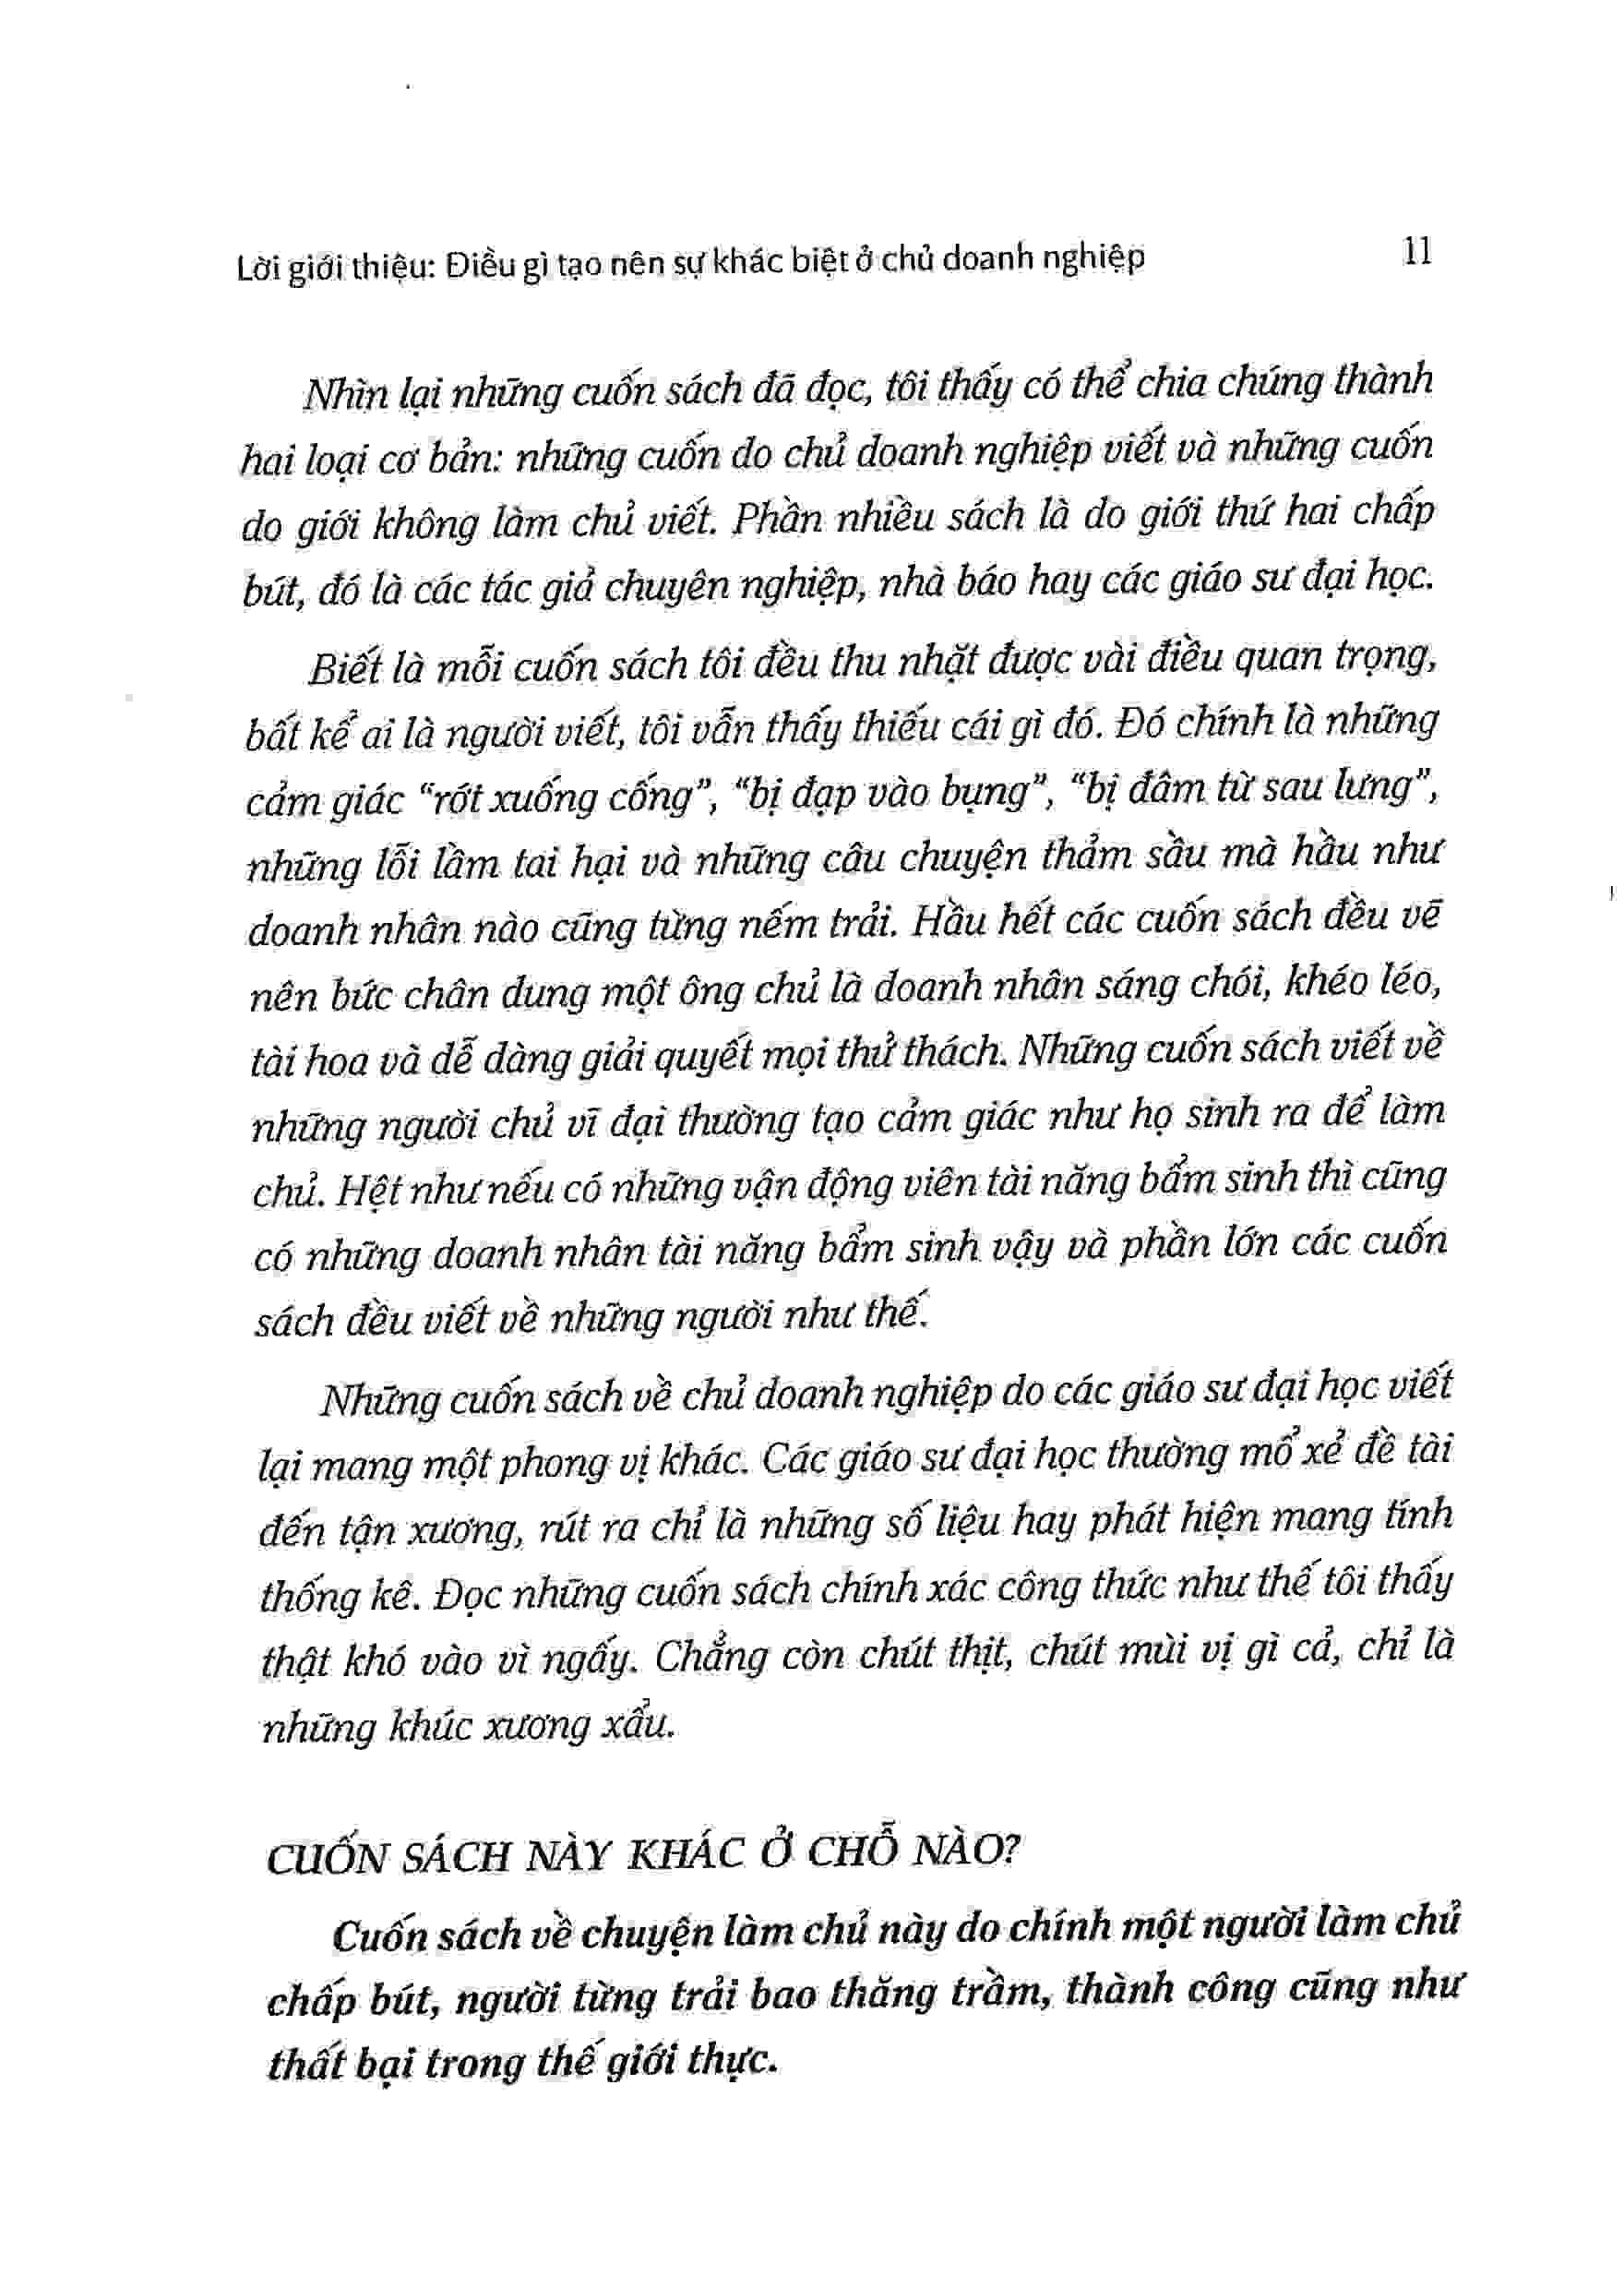 Lời giới thiệu: Điều gì tạo nên sự khác biệt ở chủ doanh nghiệp 11
Nhìn lại những cuốn sách đã đọc, tôi thấy có thể chia chúng thành
hai loại cơ bản: những cuốn do chủ doanh nghiệp viết và những cuốn
do giới không làm chủ viết. Phần nhiều sách là do giới thứ hai chấp
bút, đó là các tác giả chuyên nghiệp, nhà báo hay các giáo sư đại học.
Biết là mỗi cuốn sách tôi đều thu nhặt được vài điều quan trọng,
bất kể ai là người viết, tôi vẫn thấy thiếu cái gì đó. Đó chính là những
cảm giác “rớt xuống cống”, “bị đạp vào bụng”, “bị đâm từ sau lưng”,
những lỗi lầm tai hại và những câu chuyện thảm sầu mà hầu như
doanh nhân nào cũng từng nếm trải. Hầu hết các cuốn sách đều vẽ
nên bức chân dung một ông chủ là doanh nhân sáng chói, khéo léo,
tài hoa và dễ dàng giải quyết mọi thử thách. Những cuốn sách viết về
những người chủ vĩ đại thường tạo cảm giác như họ sinh ra để làm
chủ. Hệt như nếu có những vận động viên tài năng bẩm sinh thì cũng
có những doanh nhân tài năng bẩm sinh vậy và phần lớn các cuốn
sách đều viết về những người như thế.
Những cuốn sách về chủ doanh nghiệp do các giáo sư đại học viết
lại mang một phong vị khác. Các giáo sư đại học thường mổ xẻ đề tài
đến tận xương, rút ra chỉ là những số liệu hay phát hiện mang tính
thống kê. Đọc những cuốn sách chính xác công thức như thế tôi thấy
thật khó vào vì ngấy. Chẳng còn chút thịt, chút mùi vị gì cả, chỉ là
những khúc xương xẩu.
CUỐN SÁCH NÀY KHÁC Ở CHỖ NÀO?
Cuốn sách về chuyện làm chủ này do chính một người làm chủ
chấp bút, người từng trải bao thăng trầm, thành công cũng như
thất bại trong thế giới thực.